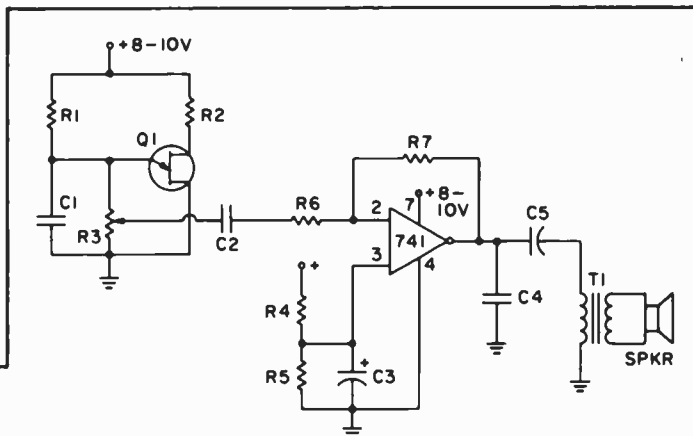 +8-10V
R1
R2
Q1
C1
R3
C2
R6
R7
2
7
+8-
10V
741
3
4
+
R4
R5
+
C3
C4
C5
T1
SPKR